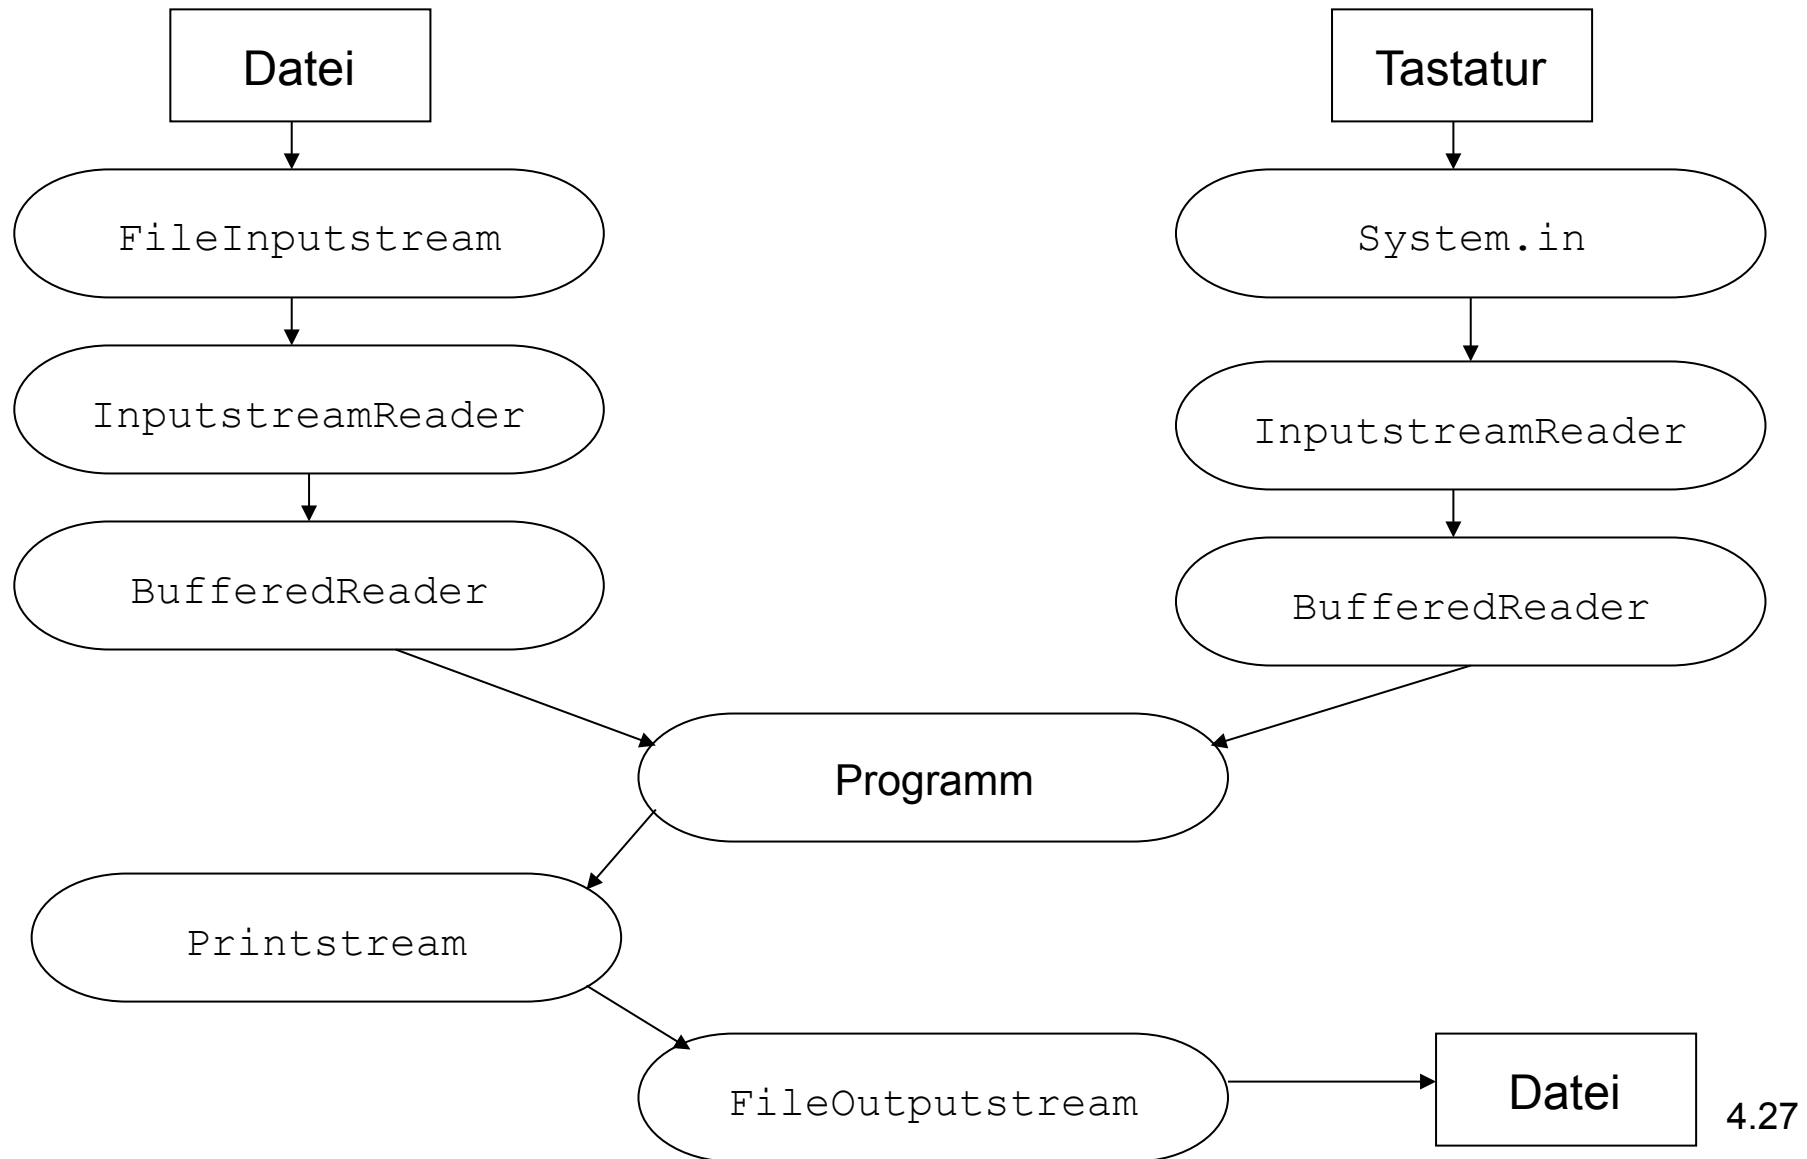 Datei
Tastatur
FileInputstream
System.in
InputstreamReader
InputstreamReader
BufferedReader
BufferedReader
Programm
Printstream
FileOutputstream
Datei
4.27